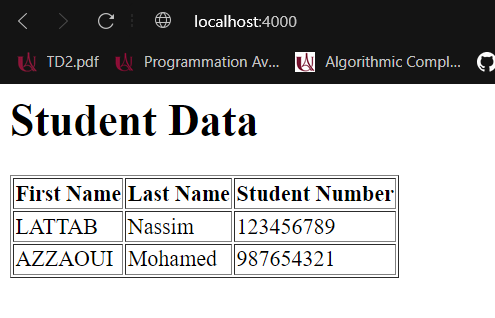 localhost:4000
TD2.pdf Programmation Av... Algorithmic Compl...
Student Data
First Name Last Name Student Number
LATTAB Nassim 123456789
AZZAOUI Mohamed 987654321